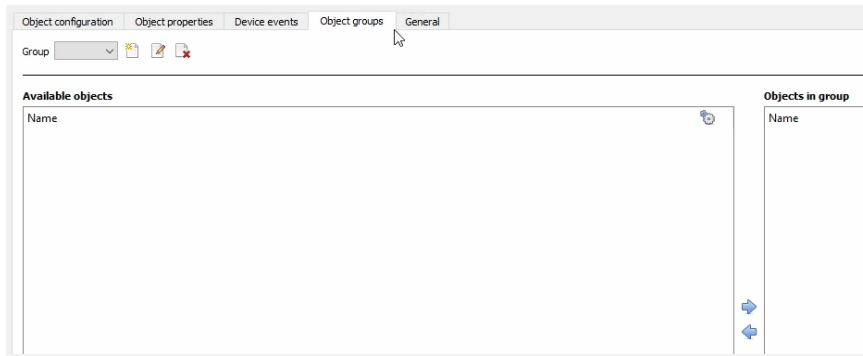 Object configuration Object properties Device events Object groups General
Group
Available objects Objects in group
Name Name